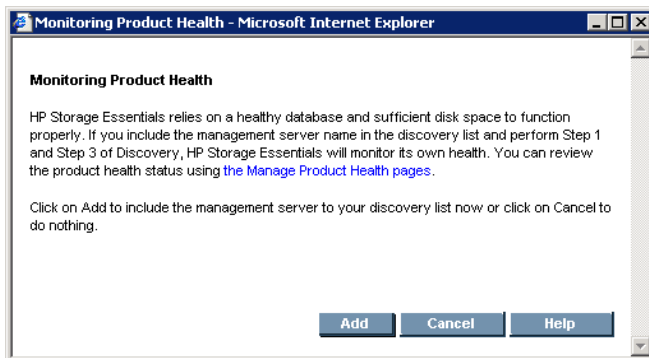 Monitoring Product Health - Microsoft Internet Explorer
Monitoring Product Health
HP Storage Essentials relies on a healthy database and sufficient disk space to function
properly. If you include the management server name in the discovery list and perform Step 1
and Step 3 of Discovery, HP Storage Essentials will monitor its own health. You can review
the product health status using the Manage Product Health pages.
Click on Add to include the management server to your discovery list now or click on Cancel to
do nothing.
Add Cancel Help